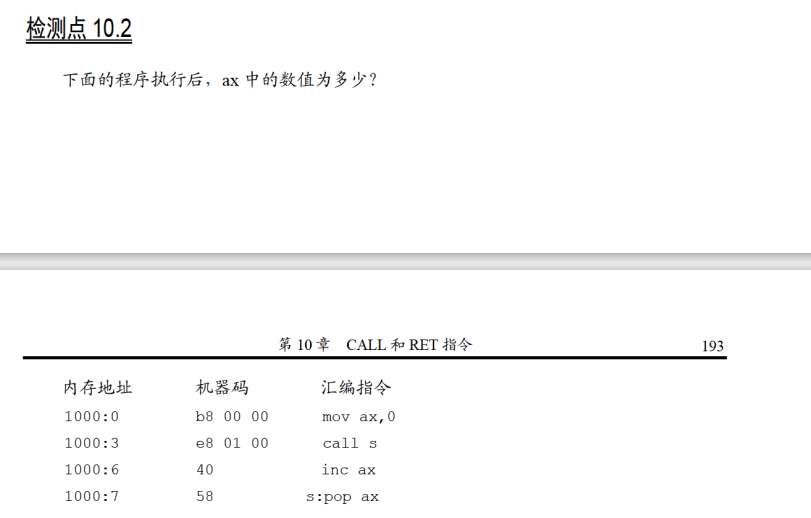 检测点 10.2
下面的程序执行后，ax 中的数值为多少？
第 10 章 CALL 和 RET 指令 193
内存地址 机器码 汇编指令
1000:0 b8 00 00 mov ax,0
1000:3 e8 01 00 call s
1000:6 40 inc ax
1000:7 58 s:pop ax